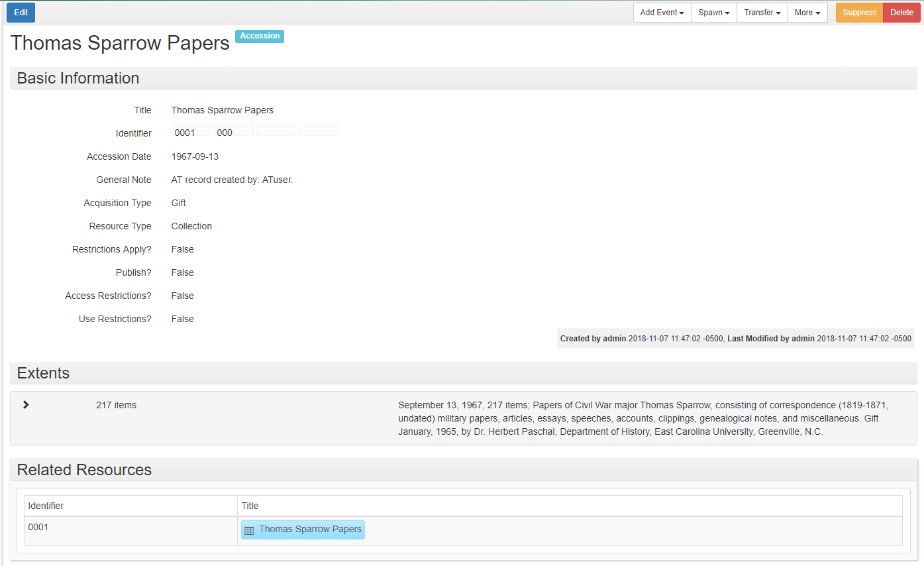 Edit Add Event Spawn Transfer More Suppress Delete
Thomas Sparrow Papers Accession
Basic Information
Title Thomas Sparrow Papers
Identifier 0001 000
Accession Date 1967-09-13
General Note AT record created by: ATuser.
Acquisition Type Gift
Resource Type Collection
Restrictions Apply? False
Publish? False
Access Restrictions? False
Use Restrictions? False
Created by admin 2018-11-07 11:47:02 -0500, Last Modified by admin 2018-11-07 11:47:02 -0500
Extents
217 items September 13, 1967, 217 items; Papers of Civil War major Thomas Sparrow, consisting of correspondence (1819-1871,
undated) military papers, articles, essays, speeches, accounts, clippings, genealogical notes, and miscellaneous. Gift
January, 1965, by Dr. Herbert Paschal, Department of History, East Carolina University, Greenville, N.C.
Related Resources
Identifier Title
0001 Thomas Sparrow Papers